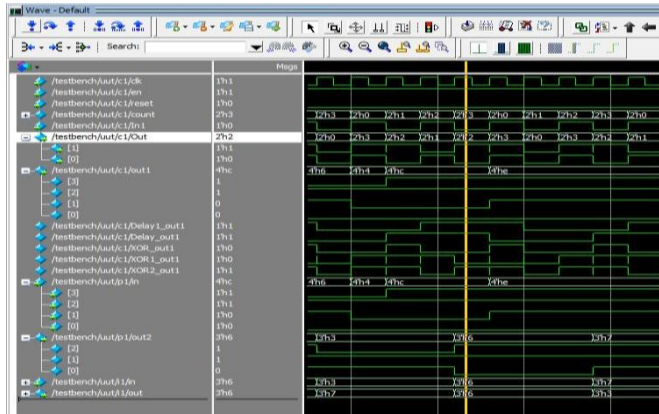 Wave - Default
Search:
Msgs
/testbench/uut/c1/clk 1'h1
/testbench/uut/c1/en 1'h1
/testbench/uut/c1/reset 1'h0
/testbench/uut/c1/count 2'h3 2'h3 2'h0 2'h1 2'h2 2'h3 2'h0 2'h1 2'h2 2'h3 2'h0
/testbench/uut/c1/In1 1'h0
/testbench/uut/c1/Out 2'h2 2'h0 2'h3 2'h2 2'h1 2'h2 2'h3 2'h0 2'h3 2'h2 2'h1
[1] 1'h1
[0] 1'h0
/testbench/uut/c1/out1 4'hc 4'h6 4'h4 4'hc 4'he
[3] 1
[2] 1
[1] 0
[0] 0
/testbench/uut/c1/Delay1_out1 1'h1
/testbench/uut/c1/Delay_out1 1'h1
/testbench/uut/c1/XOR_out1 1'h0
/testbench/uut/c1/XOR1_out1 1'h0
/testbench/uut/c1/XOR2_out1 1'h1
/testbench/uut/p1/in 4'hc 4'h6 4'h4 4'hc 4'he
[3] 1'h1
[2] 1'h1
[1] 1'h0
[0] 1'h0
/testbench/uut/p1/out2 3'h6 3'h3 3'h6 3'h7
[2] 1
[1] 1
[0] 0
/testbench/uut/i1/in 3'h6 3'h3 3'h6 3'h7
/testbench/uut/i1/out 3'h6 3'h7 3'h6 3'h3